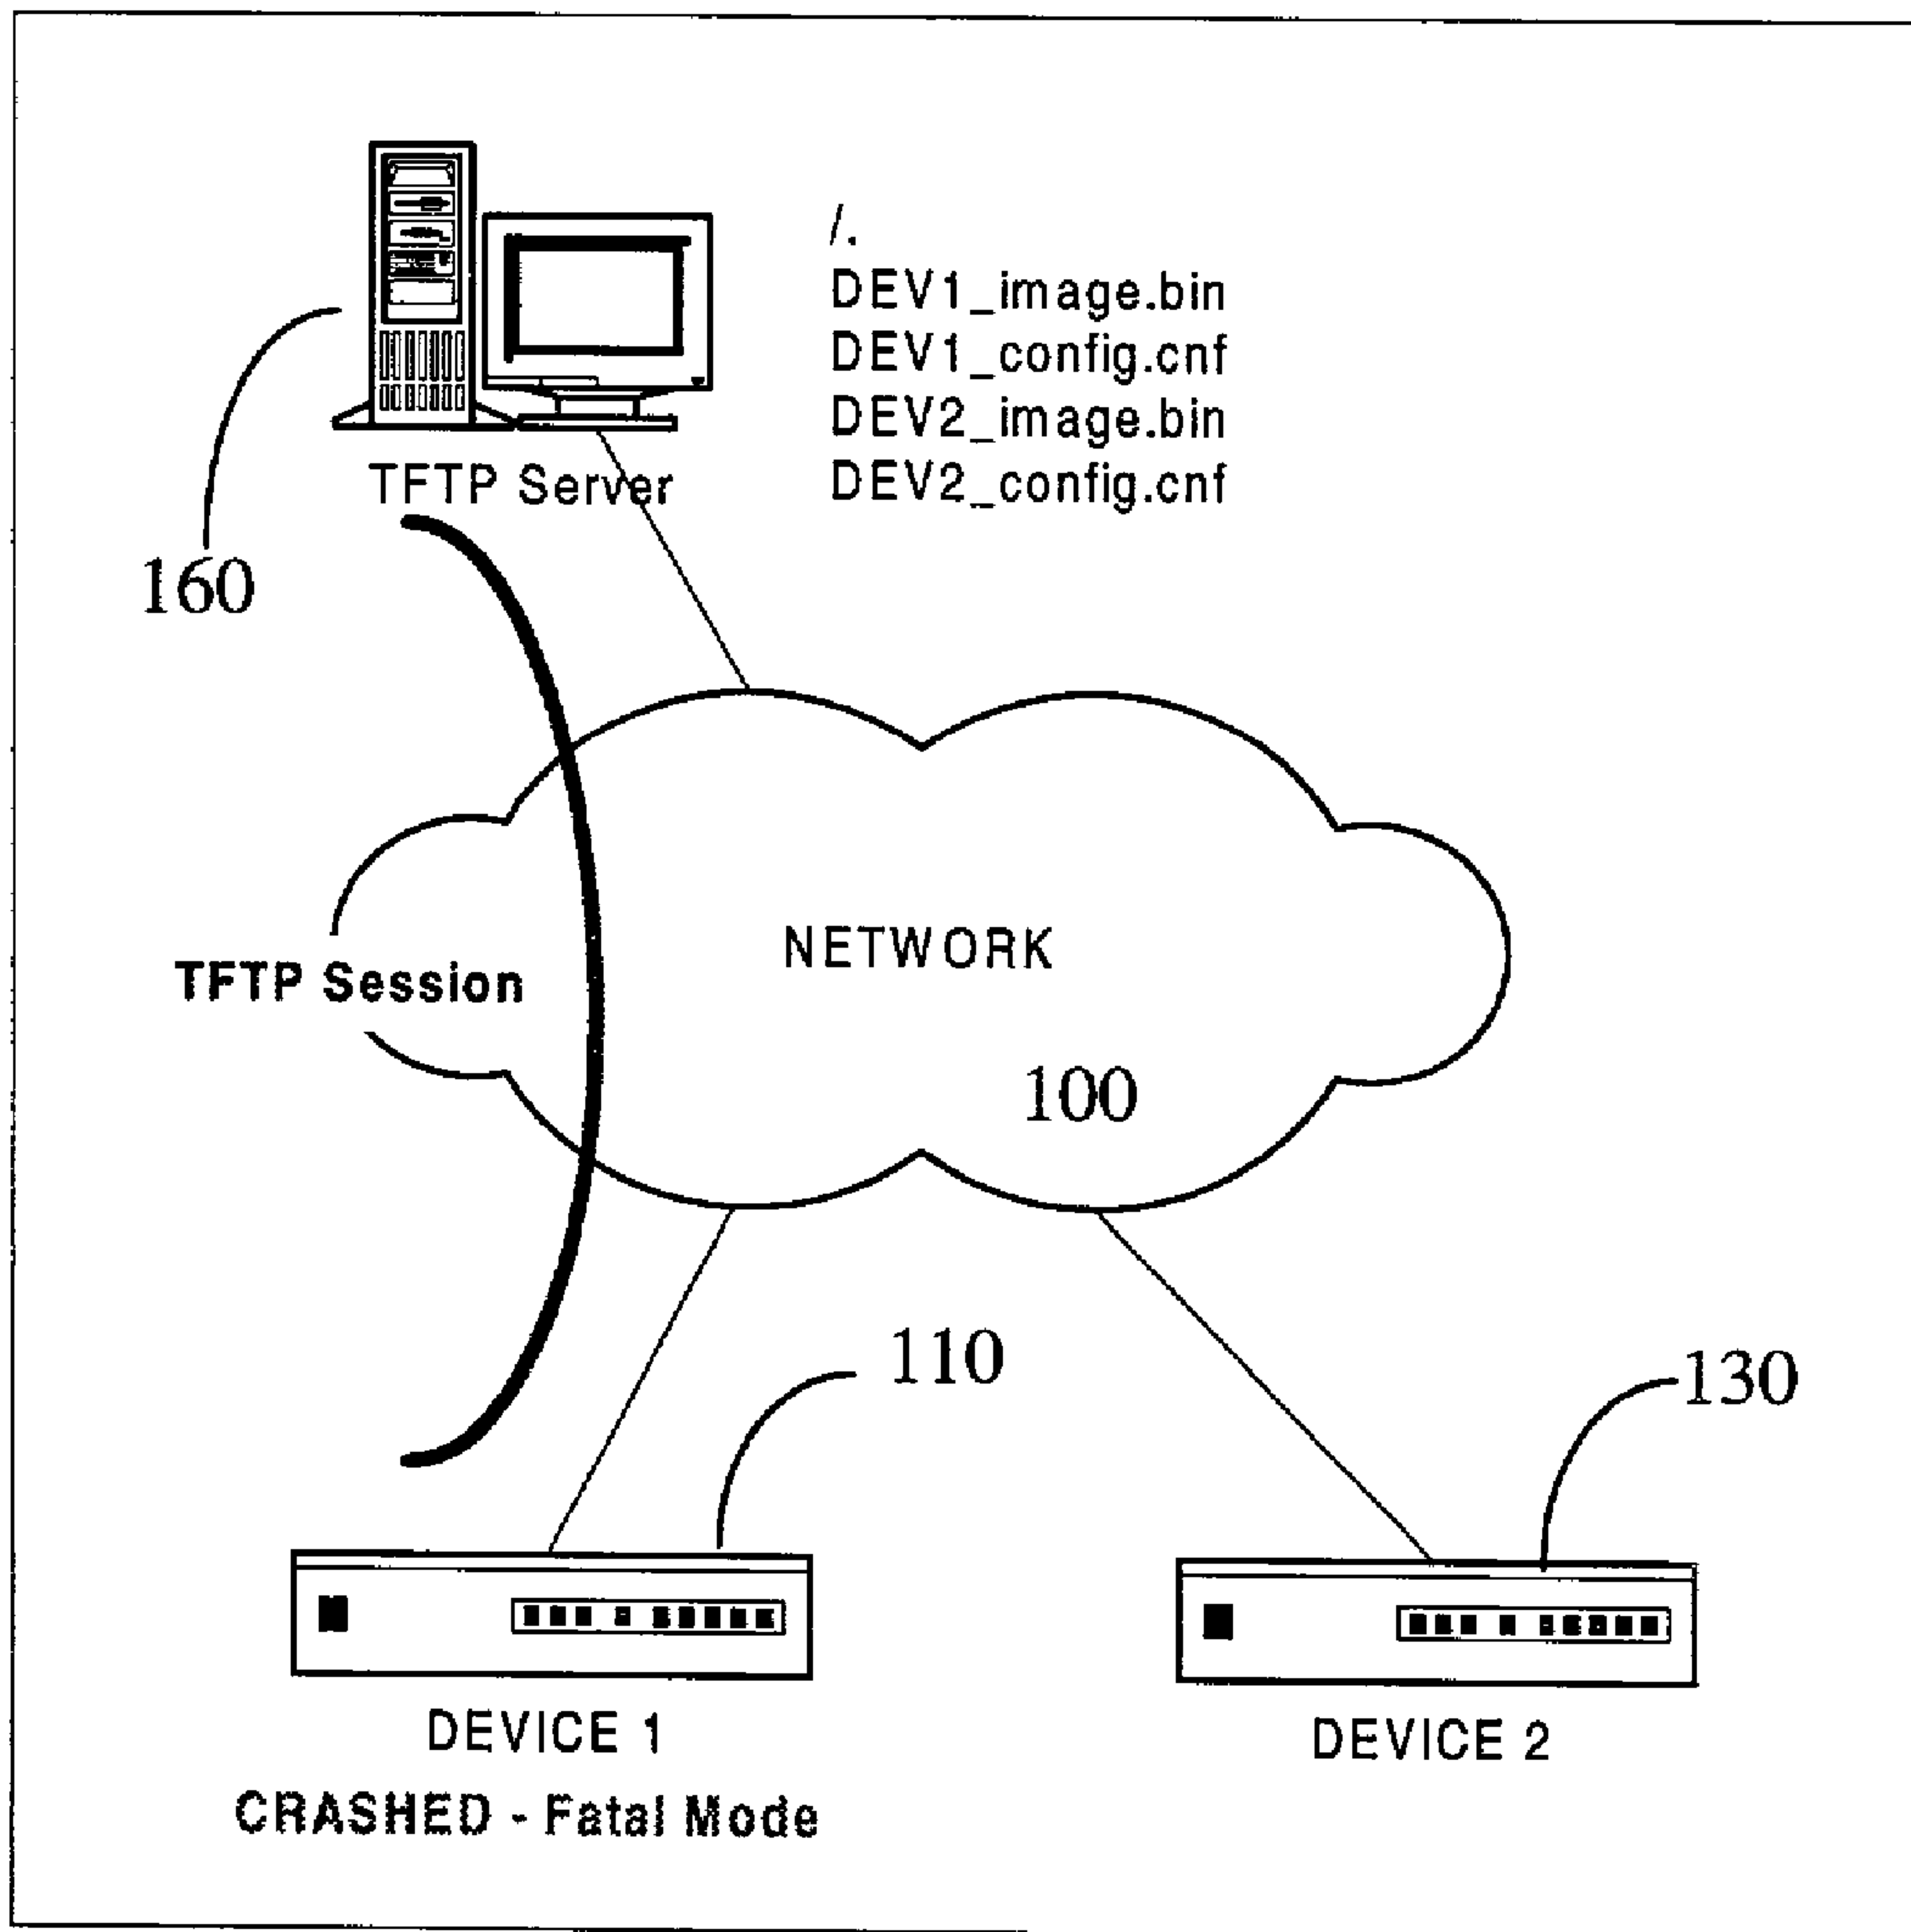 /.
DEV1_image.bin
DEV1_config.cnf
DEV2_image.bin
DEV2_config.cnf
TFTP Server
160
NETWORK
TFTP Session
100
110
130
DEVICE 1
DEVICE 2
CRASHED - Fatal Mode